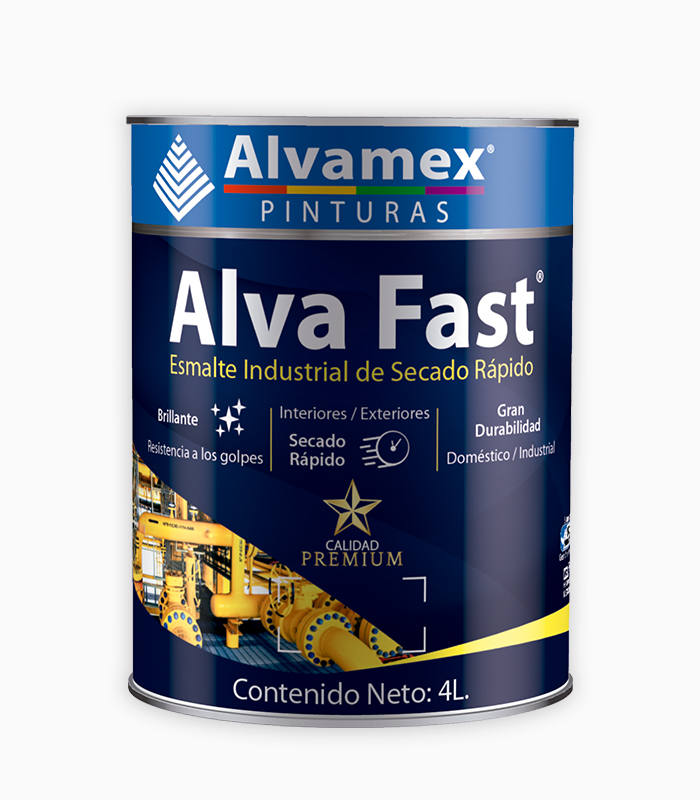 Alvamex®
PINTURAS
Alva Fast®
Esmalte Industrial de Secado Rápido
Brillante
Resistencia a los golpes
Interiores / Exteriores
Secado
Rápido
Gran
Durabilidad
Doméstico / Industrial
CALIDAD
PREMIUM
Contenido Neto: 4L.